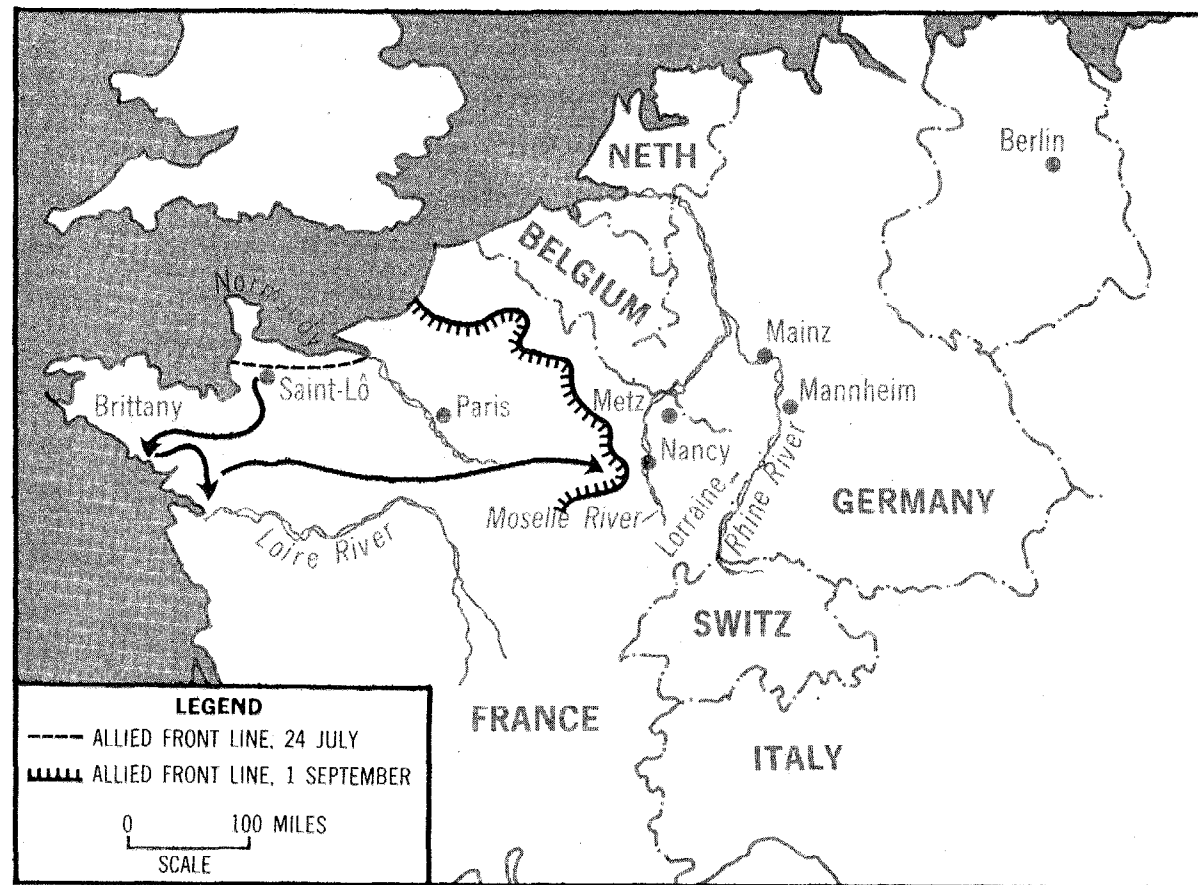 NETH
Berlin
BELGIUM
Normandy
Mainz
Saint-Lô
Mannheim
Brittany
Paris
Metz
Nancy
GERMANY
Moselle River
Lorraine
Rhine River
Loire River
SWITZ
FRANCE
ITALY
LEGEND
ALLIED FRONT LINE, 24 JULY
ALLIED FRONT LINE, 1 SEPTEMBER
0 100 MILES
SCALE